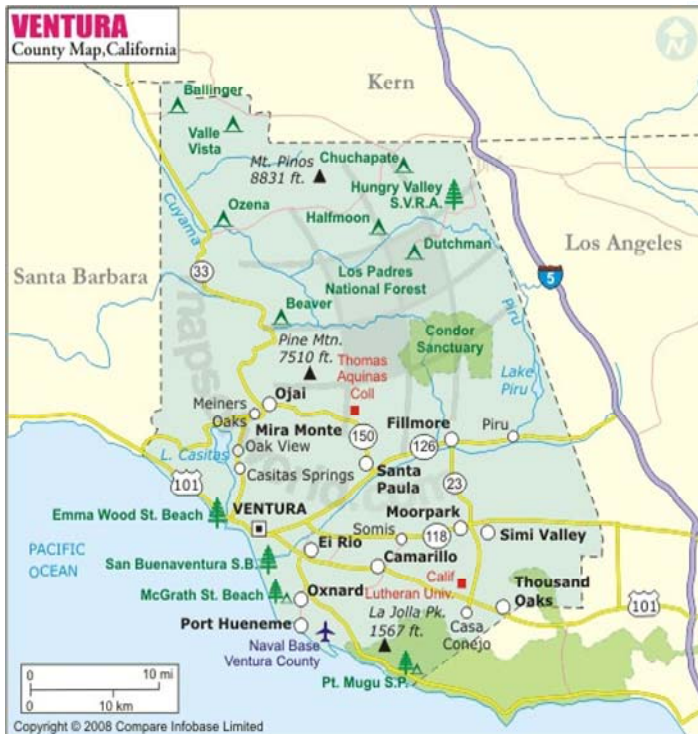 VENTURA
County Map,California
Kern
Ballinger
Valle
Vista
Mt. Pinos
8831 ft.
Chuchapate
Hungry Valley
S.V.R.A.
Ozena
Cuyama
Halfmoon
Dutchman
Los Angeles
Santa Barbara
33
Los Padres
National Forest
5
Beaver
Piru
Pine Mtn.
7510 ft.
Condor
Sanctuary
Thomas
Aquinas
Coll
Lake
Piru
Ojai
Meiners
Oaks
Mira Monte
150
Fillmore
126
Piru
Oak View
L. Casitas
Casitas Springs
Santa
Paula
101
23
VENTURA
Emma Wood St. Beach
Moorpark
Somis
118
Simi Valley
PACIFIC
OCEAN
El Rio
San Buenaventura S.B.
Camarillo
Calif
Lutheran Univ.
McGrath St. Beach
Oxnard
Thousand
Oaks
101
La Jolla Pk.
1567 ft.
Port Hueneme
Casa
Conejo
Naval Base
Ventura County
Pt. Mugu S.P.
0 10 mi
0 10 km
Copyright © 2008 Compare Infobase Limited